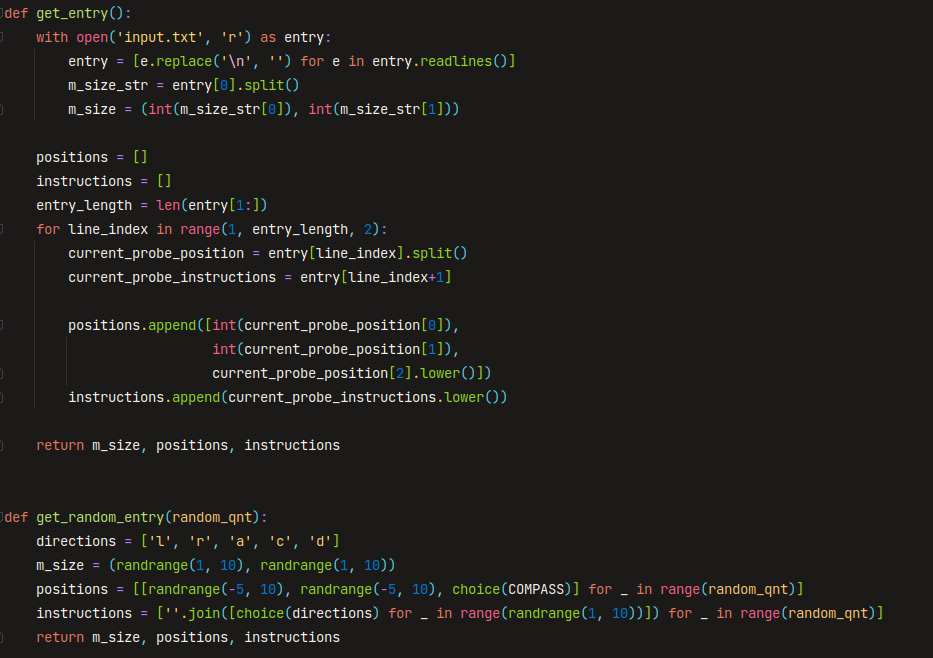 def get_entry():
    with open('input.txt', 'r') as entry:
        entry = [e.replace('\n', '') for e in entry.readlines()]
        m_size_str = entry[0].split()
        m_size = (int(m_size_str[0]), int(m_size_str[1]))

    positions = []
    instructions = []
    entry_length = len(entry[1:])
    for line_index in range(1, entry_length, 2):
        current_probe_position = entry[line_index].split()
        current_probe_instructions = entry[line_index+1]

        positions.append([int(current_probe_position[0]),
                          int(current_probe_position[1]),
                          current_probe_position[2].lower()])
        instructions.append(current_probe_instructions.lower())

    return m_size, positions, instructions


def get_random_entry(random_qnt):
    directions = ['l', 'r', 'a', 'c', 'd']
    m_size = (randrange(1, 10), randrange(1, 10))
    positions = [[randrange(-5, 10), randrange(-5, 10), choice(COMPASS)] for _ in range(random_qnt)]
    instructions = [''.join([choice(directions) for _ in range(randrange(1, 10))]) for _ in range(random_qnt)]
    return m_size, positions, instructions